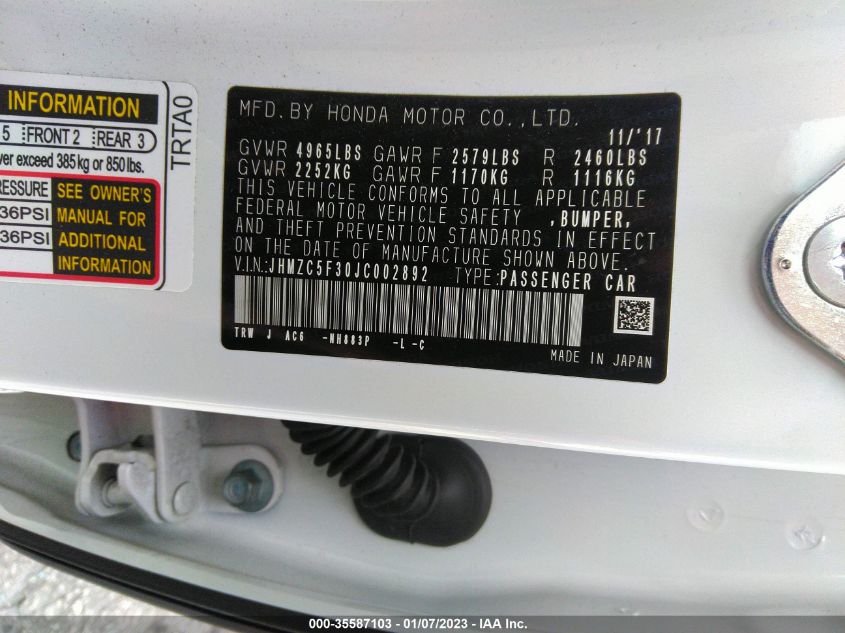 INFORMATION
5 FRONT 2 REAR 3
ver exceed 385 kg or 850 lbs.
RESSURE
36PSI
36PSI
SEE OWNER'S
MANUAL FOR
ADDITIONAL
INFORMATION
TRTA0
MFD. BY HONDA MOTOR CO., LTD.
11/'17
GVWR 4965LBS GAWR F 2579LBS R 2460LBS
GVWR 2252KG GAWR F 1170KG R 1116KG
THIS VEHICLE CONFORMS TO ALL APPLICABLE
FEDERAL MOTOR VEHICLE SAFETY ,BUMPER,
AND THEFT PREVENTION STANDARDS IN EFFECT
ON THE DATE OF MANUFACTURE SHOWN ABOVE.
V.I.N.:JHMZC5F30JC002892 TYPE:PASSENGER CAR
TRW J AC6 -NH883P -L -C
MADE IN JAPAN
000-35587103 - 01/07/2023 - IAA Inc.